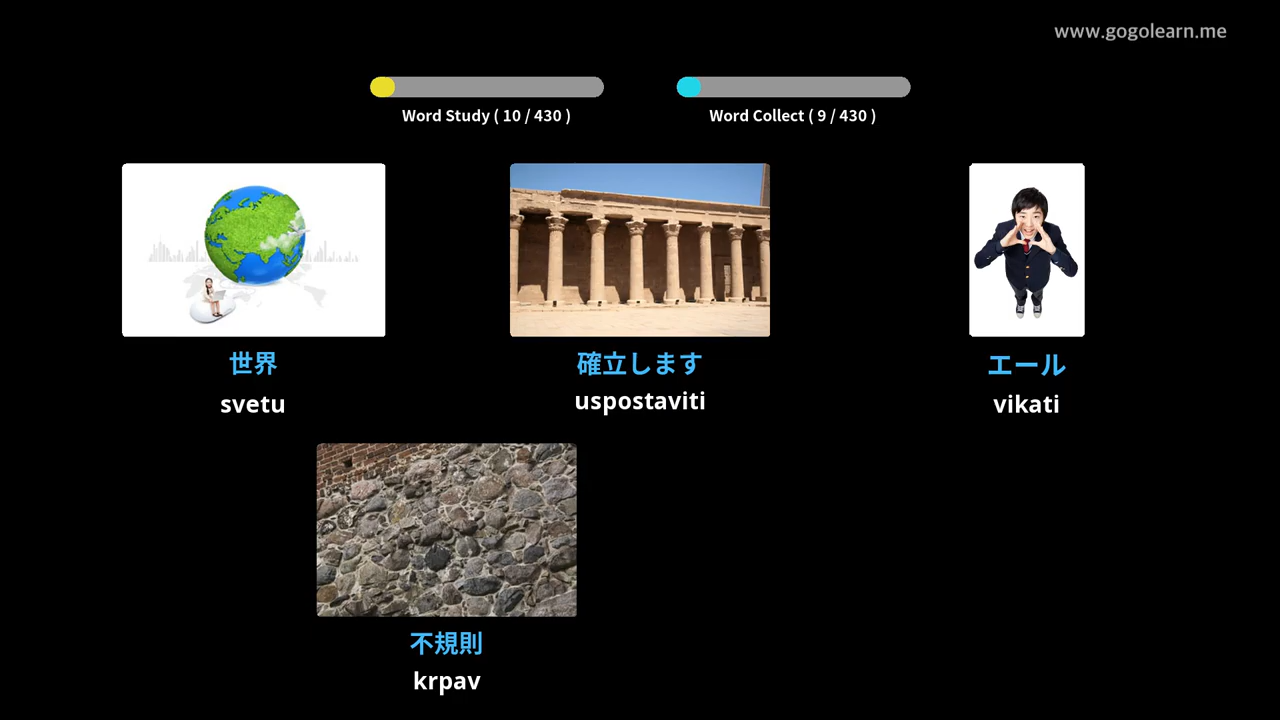 www.gogolearn.me
Word Study ( 10 / 430 )
Word Collect ( 9 / 430 )
世界
svetu
確立します
uspostaviti
エール
vikati
不規則
krpav